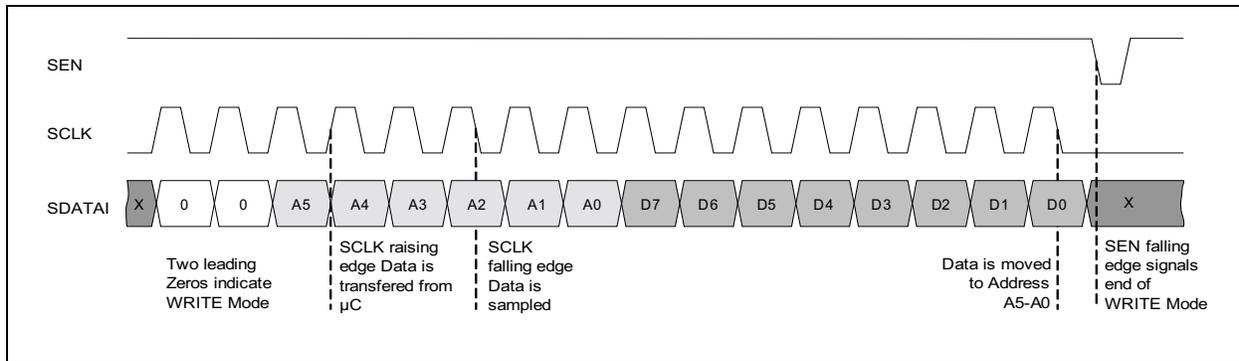 SEN
SCLK
SDATAI
X 0 0 A5 A4 A3 A2 A1 A0 D7 D6 D5 D4 D3 D2 D1 D0 X
Two leading
Zeros indicate
WRITE Mode
SCLK raising
edge Data is
transfered from
µC
SCLK
falling edge
Data is
sampled
Data is moved
to Address
A5-A0
SEN falling
edge signals
end of
WRITE Mode